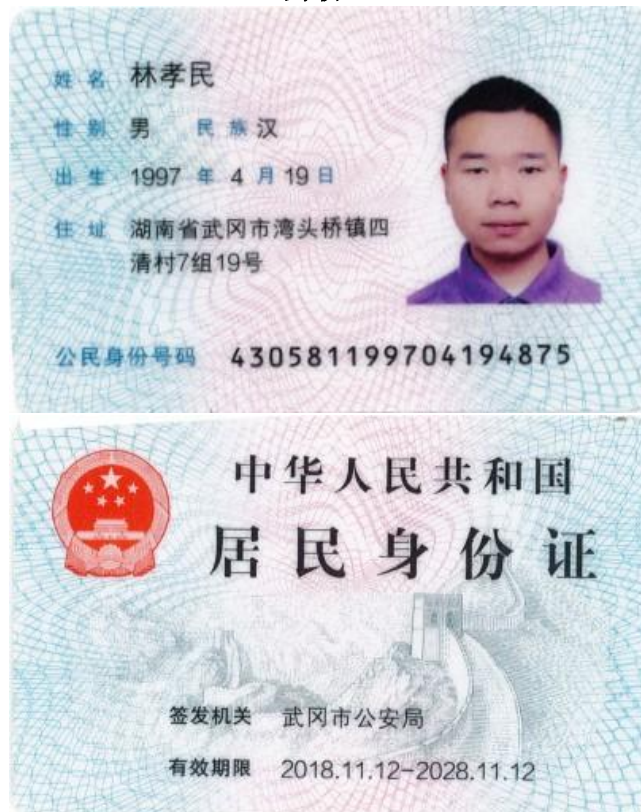 姓 名 林孝民
性 别 男 民 族 汉
出 生 1997 年 4 月 19 日
住 址 湖南省武冈市湾头桥镇四
清村7组19号
公民身份号码 430581199704194875
中华人民共和国
居民身份证
签发机关 武冈市公安局
有效期限 2018.11.12-2028.11.12